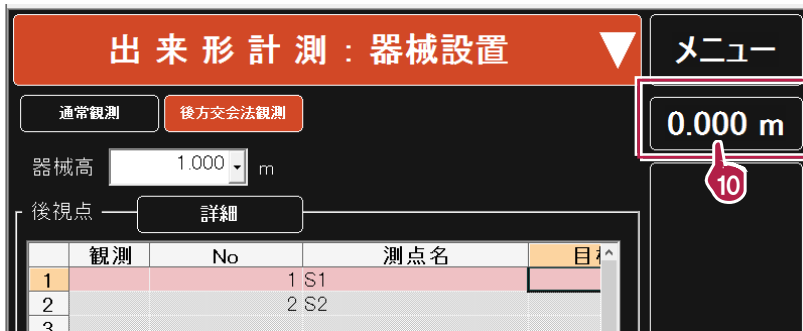 出来形計測：器械設置 ▼
メニュー
通常観測 後方交会法観測
0.000 m
器械高 1.000 m
10
後視点 詳細
観測 No 測点名
1 1 S1
2 2 S2
3